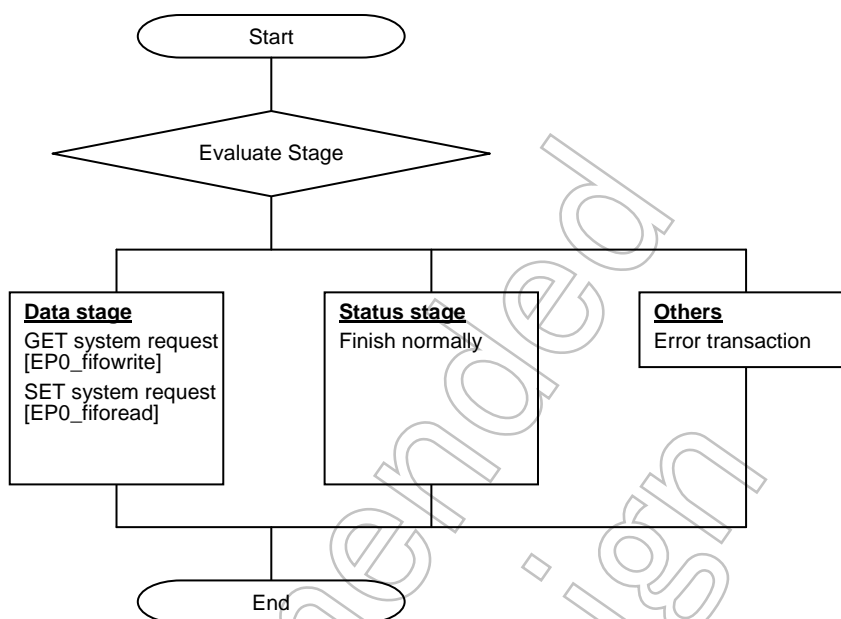 Start
Evaluate Stage
Data stage
GET system request
[EP0_fifowrite]
SET system request
[EP0_fiforead]
Status stage
Finish normally
Others
Error transaction
End